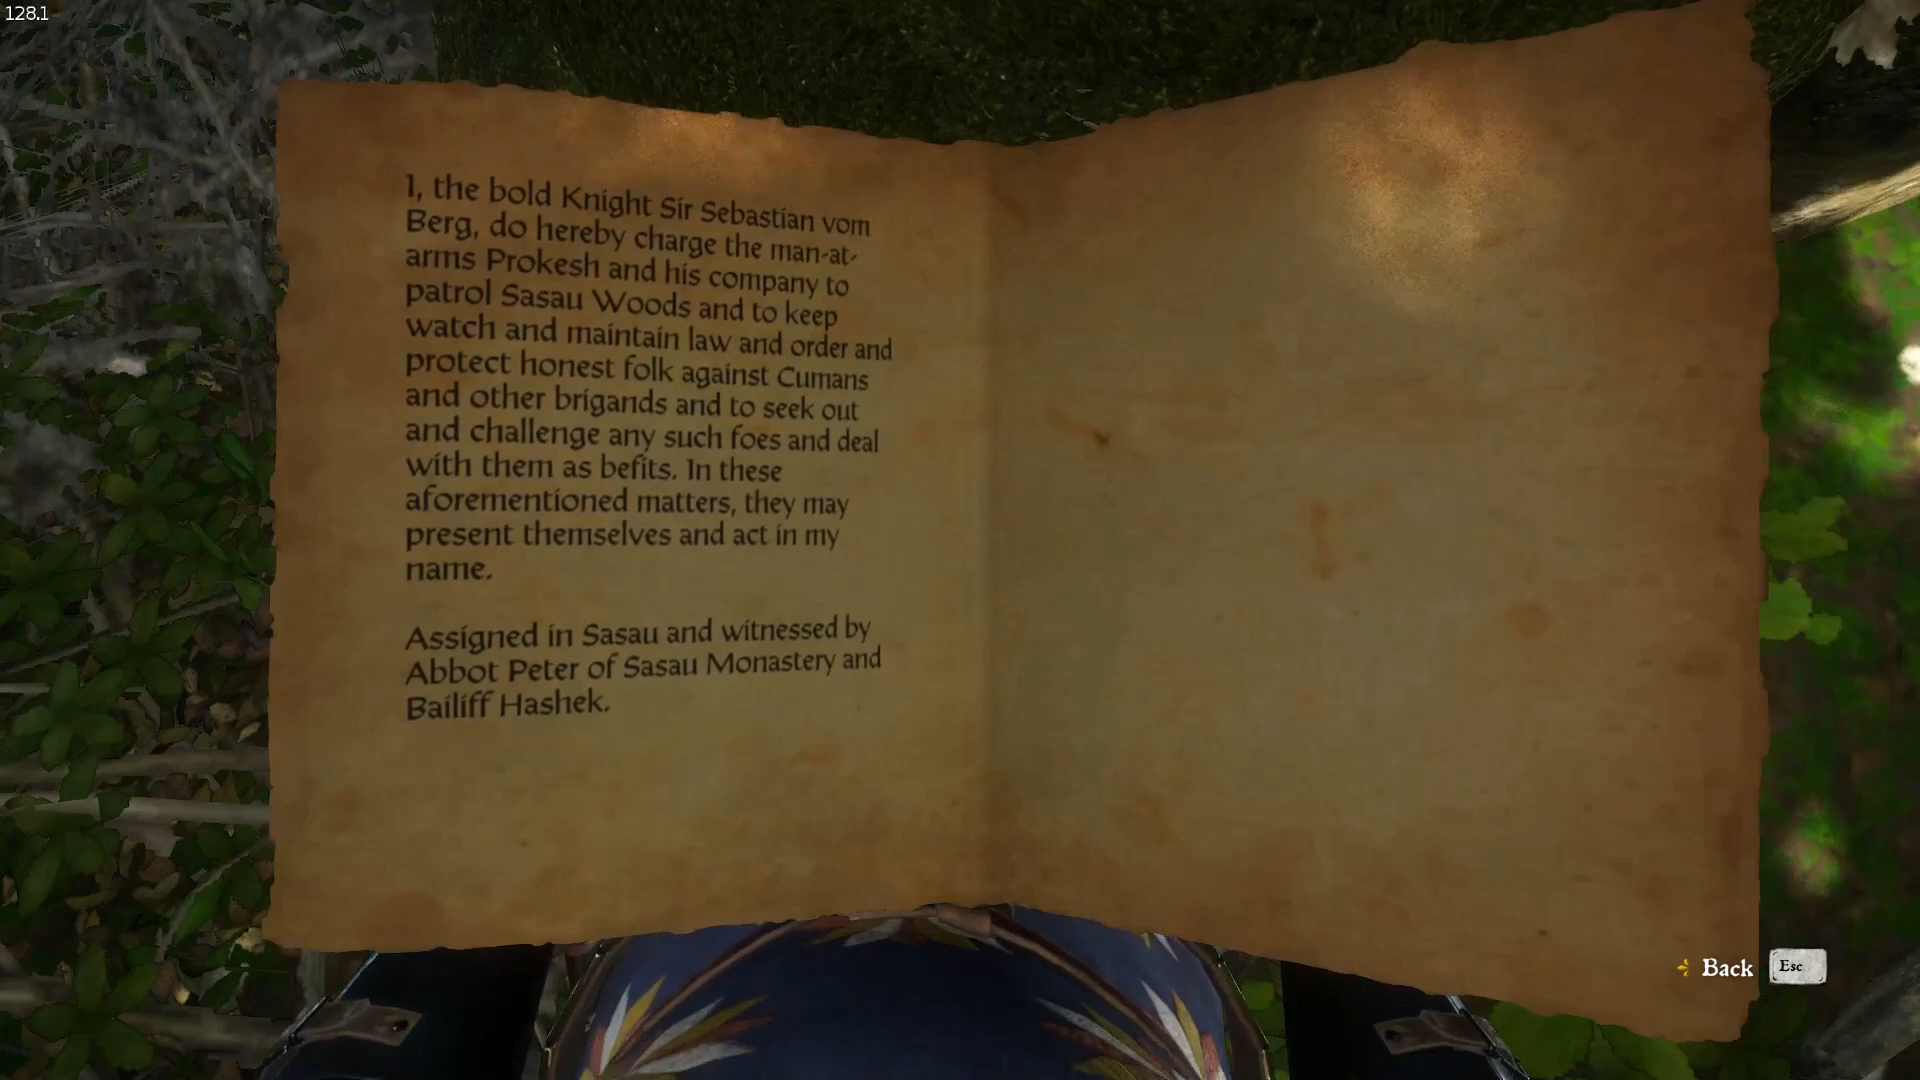 128.1
I, the bold Knight Sir Sebastian vom
Berg, do hereby charge the man-at-
arms Prokesh and his company to
patrol Sasau Woods and to keep
watch and maintain law and order and
protect honest folk against Cumans
and other brigands and to seek out
and challenge any such foes and deal
with them as befits. In these
aforementioned matters, they may
present themselves and act in my
name.
Assigned in Sasau and witnessed by
Abbot Peter of Sasau Monastery and
Bailiff Hashek.
Back Esc